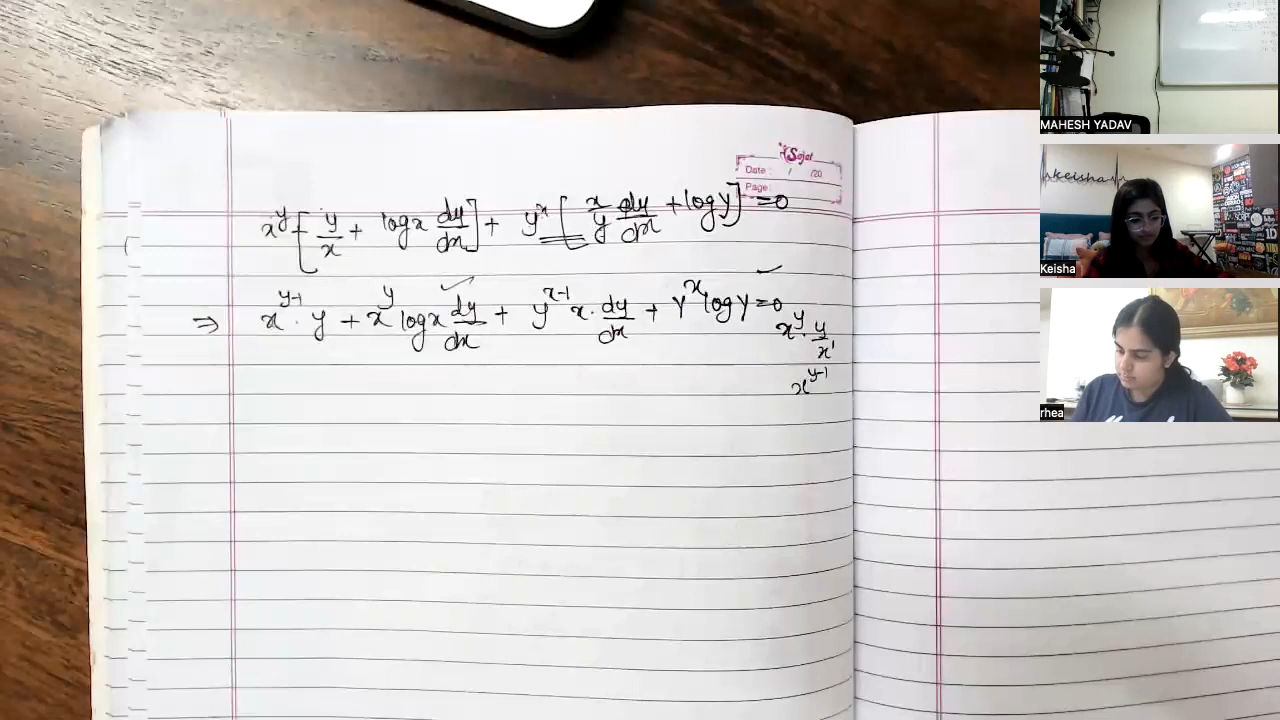 Sojal
Date : / /20
Page :
x^y [y/x + log x dy/dx] + y^x [x/y dy/dx + log y] = 0
⇒ x^(y-1) · y + x^y log x dy/dx + y^(x-1) x · dy/dx + y^x log y = 0
x^y · y/x^1
x^(y-1)
MAHESH YADAV
keisha
Keisha
rhea